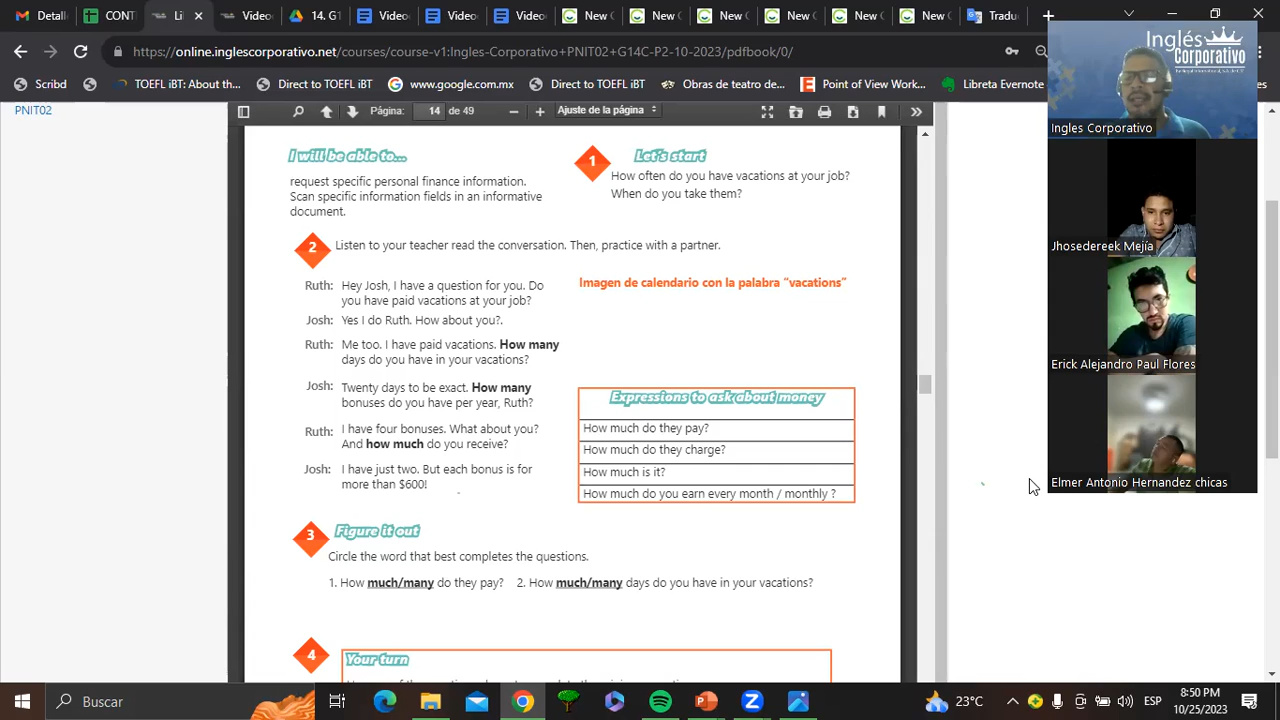 Detall
CONT
Li
Videoc
14. G1
Videoc
Videoc
Videoc
New C
New C
New C
New C
New C
New C
Tradu
https://online.inglescorporativo.net/courses/course-v1:Ingles-Corporativo+PNIT02+G14C-P2-10-2023/pdfbook/0/
Scribd
TOEFL iBT: About the...
Direct to TOEFL iBT
www.google.com.mx
Direct to TOEFL iBT
Obras de teatro de...
Point of View Work...
Libreta Evernote
PNIT02
Página: 14 de 49
Ajuste de la página
I will be able to...
request specific personal finance information.
Scan specific information fields in an informative
document.
1 Let's start
How often do you have vacations at your job?
When do you take them?
2 Listen to your teacher read the conversation. Then, practice with a partner.
Ruth: Hey Josh, I have a question for you. Do
you have paid vacations at your job?
Josh: Yes I do Ruth. How about you?.
Ruth: Me too. I have paid vacations. How many
days do you have in your vacations?
Josh: Twenty days to be exact. How many
bonuses do you have per year, Ruth?
Ruth: I have four bonuses. What about you?
And how much do you receive?
Josh: I have just two. But each bonus is for
more than $600!
Imagen de calendario con la palabra "vacations"
Expressions to ask about money
How much do they pay?
How much do they charge?
How much is it?
How much do you earn every month / monthly ?
3 Figure it out
Circle the word that best completes the questions.
1. How much/many do they pay? 2. How much/many days do you have in your vacations?
4 Your turn
Inglés
Corporativo
Ingles Corporativo
Jhosedereek Mejía
Erick Alejandro Paul Flores
Elmer Antonio Hernandez chicas
Buscar
23°C
ESP
8:50 PM
10/25/2023